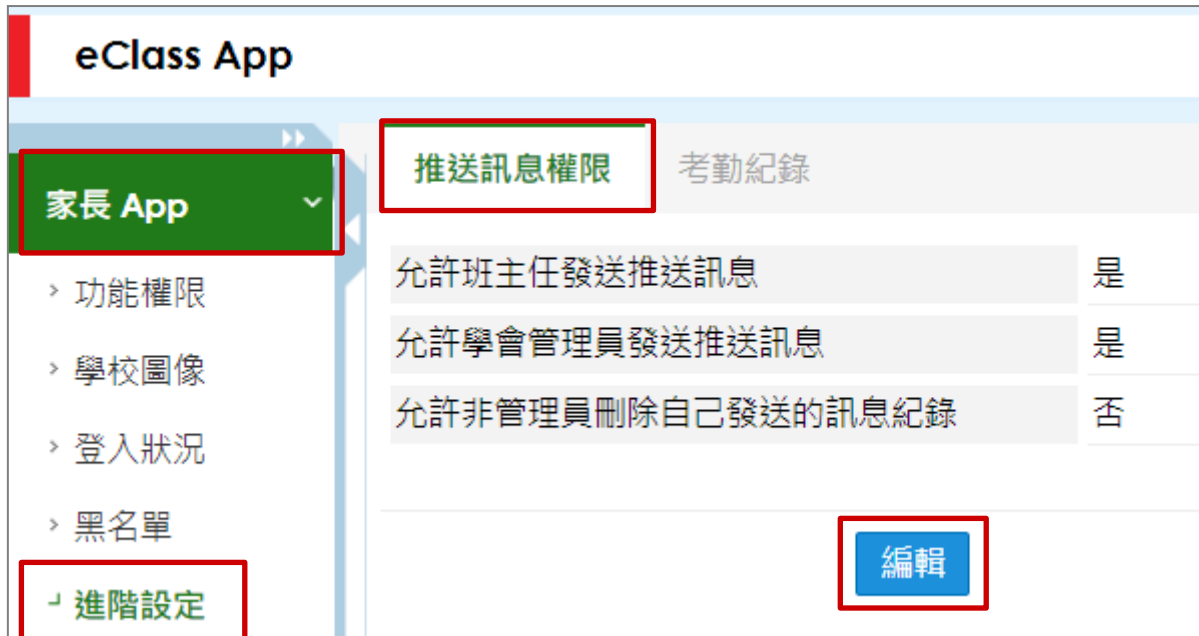 eClass App
家長 App
功能權限
學校圖像
登入狀況
黑名單
進階設定
推送訊息權限 考勤紀錄
允許班主任發送推送訊息 是
允許學會管理員發送推送訊息 是
允許非管理員刪除自己發送的訊息紀錄 否
編輯